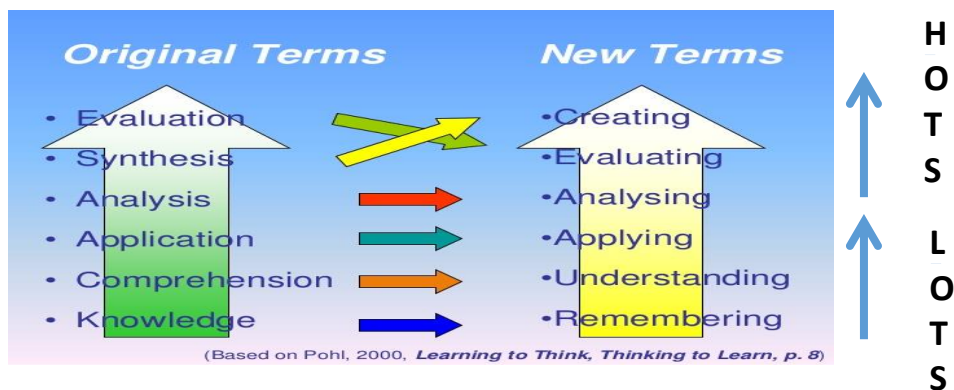 Original Terms
New Terms
• Evaluation
• Synthesis
• Analysis
• Application
• Comprehension
• Knowledge
•Creating
•Evaluating
•Analysing
•Applying
•Understanding
•Remembering
(Based on Pohl, 2000, Learning to Think, Thinking to Learn, p. 8)
H
O
T
S
L
O
T
S